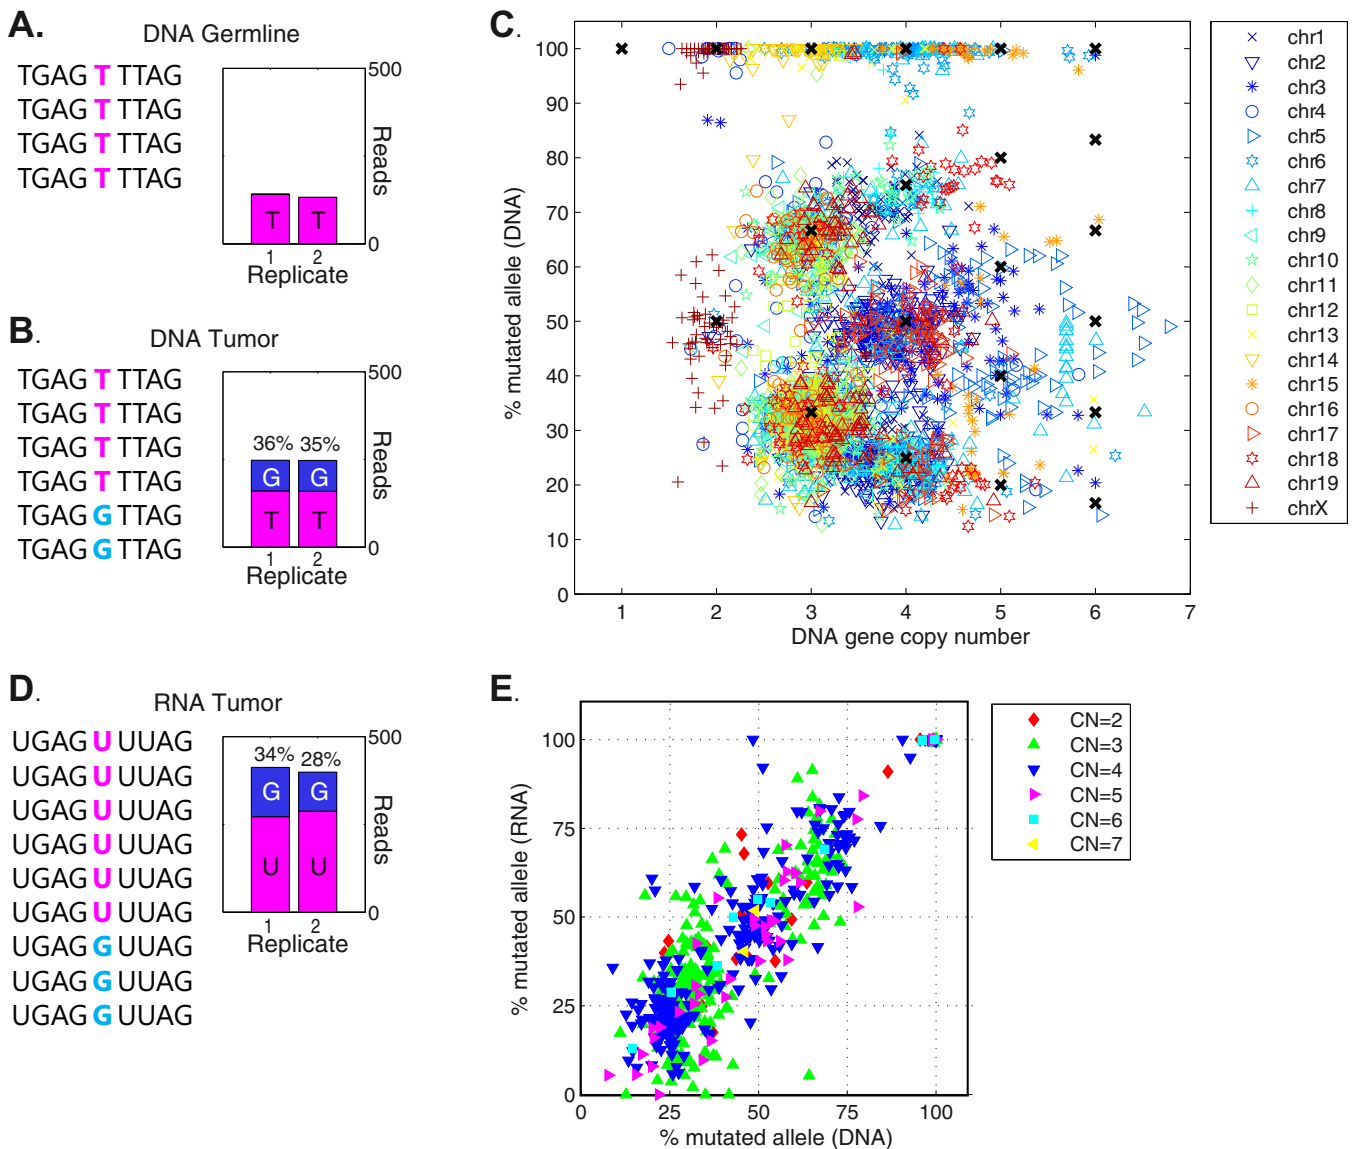 A.
DNA Germline
TGAG T TTAG
TGAG T TTAG
TGAG T TTAG
TGAG T TTAG
500
Reads
0
T T
1 2
Replicate
B.
DNA Tumor
TGAG T TTAG
TGAG T TTAG
TGAG T TTAG
TGAG T TTAG
TGAG G TTAG
TGAG G TTAG
500
Reads
0
36% 35%
G G
T T
1 2
Replicate
C.
% mutated allele (DNA)
100
90
80
70
60
50
40
30
20
10
0
1 2 3 4 5 6 7
DNA gene copy number
chr1
chr2
chr3
chr4
chr5
chr6
chr7
chr8
chr9
chr10
chr11
chr12
chr13
chr14
chr15
chr16
chr17
chr18
chr19
chrX
D.
RNA Tumor
UGAG U UUAG
UGAG U UUAG
UGAG U UUAG
UGAG U UUAG
UGAG U UUAG
UGAG U UUAG
UGAG G UUAG
UGAG G UUAG
UGAG G UUAG
500
Reads
0
34% 28%
G G
U U
1 2
Replicate
E.
% mutated allele (RNA)
100
75
50
25
0
0 25 50 75 100
% mutated allele (DNA)
CN=2
CN=3
CN=4
CN=5
CN=6
CN=7